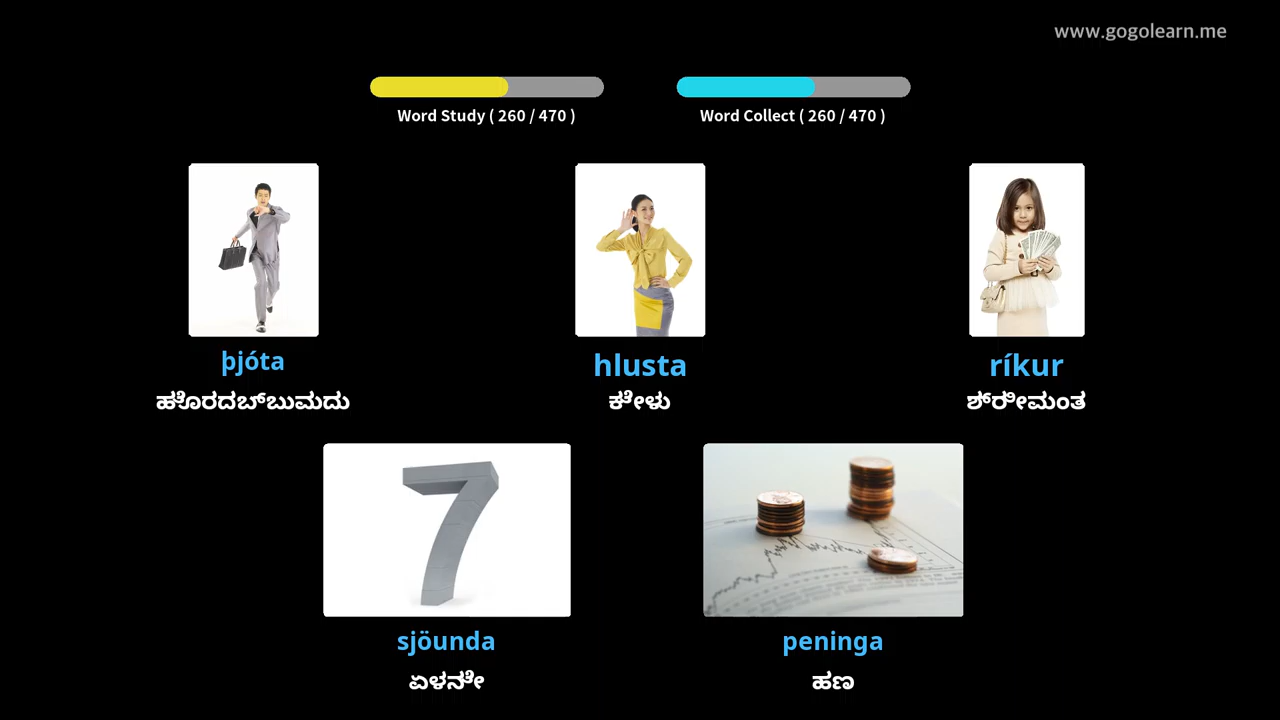 www.gogolearn.me
Word Study ( 260 / 470 )
Word Collect ( 260 / 470 )
þjóta
hlusta
ríkur
ಹೊರದಬ್ಬುಮದು
ಕೇಳು
ಶ್ರೀಮಂತ
7
sjöunda
peninga
ಏಳನೇ
ಹಣ